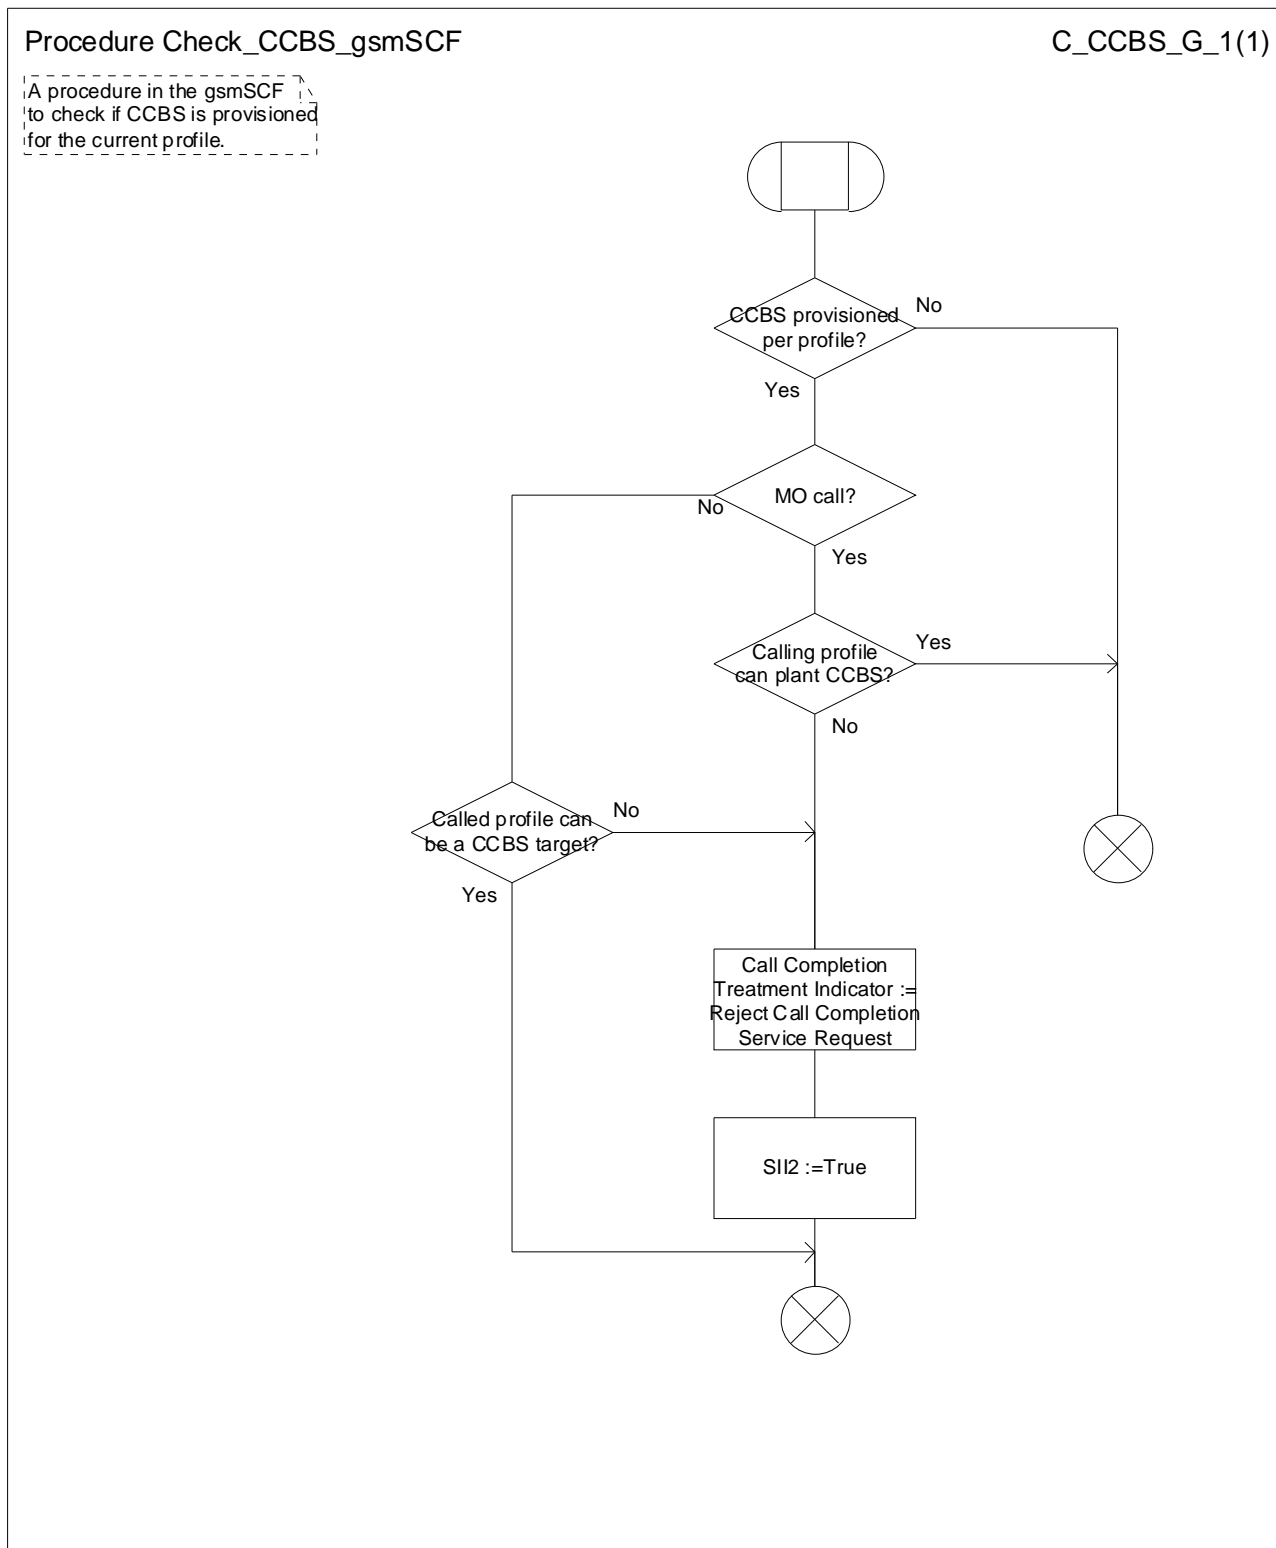 Procedure Check_CCBS_gsmSCF
C_CCBS_G_1(1)
A procedure in the gsmSCF
to check if CCBS is provisioned
for the current profile.
CCBS provisioned
per profile?
No
Yes
MO call?
No
Yes
Calling profile
can plant CCBS?
Yes
No
Called profile can
be a CCBS target?
No
Yes
Call Completion
Treatment Indicator :=
Reject Call Completion
Service Request
SII2 :=True